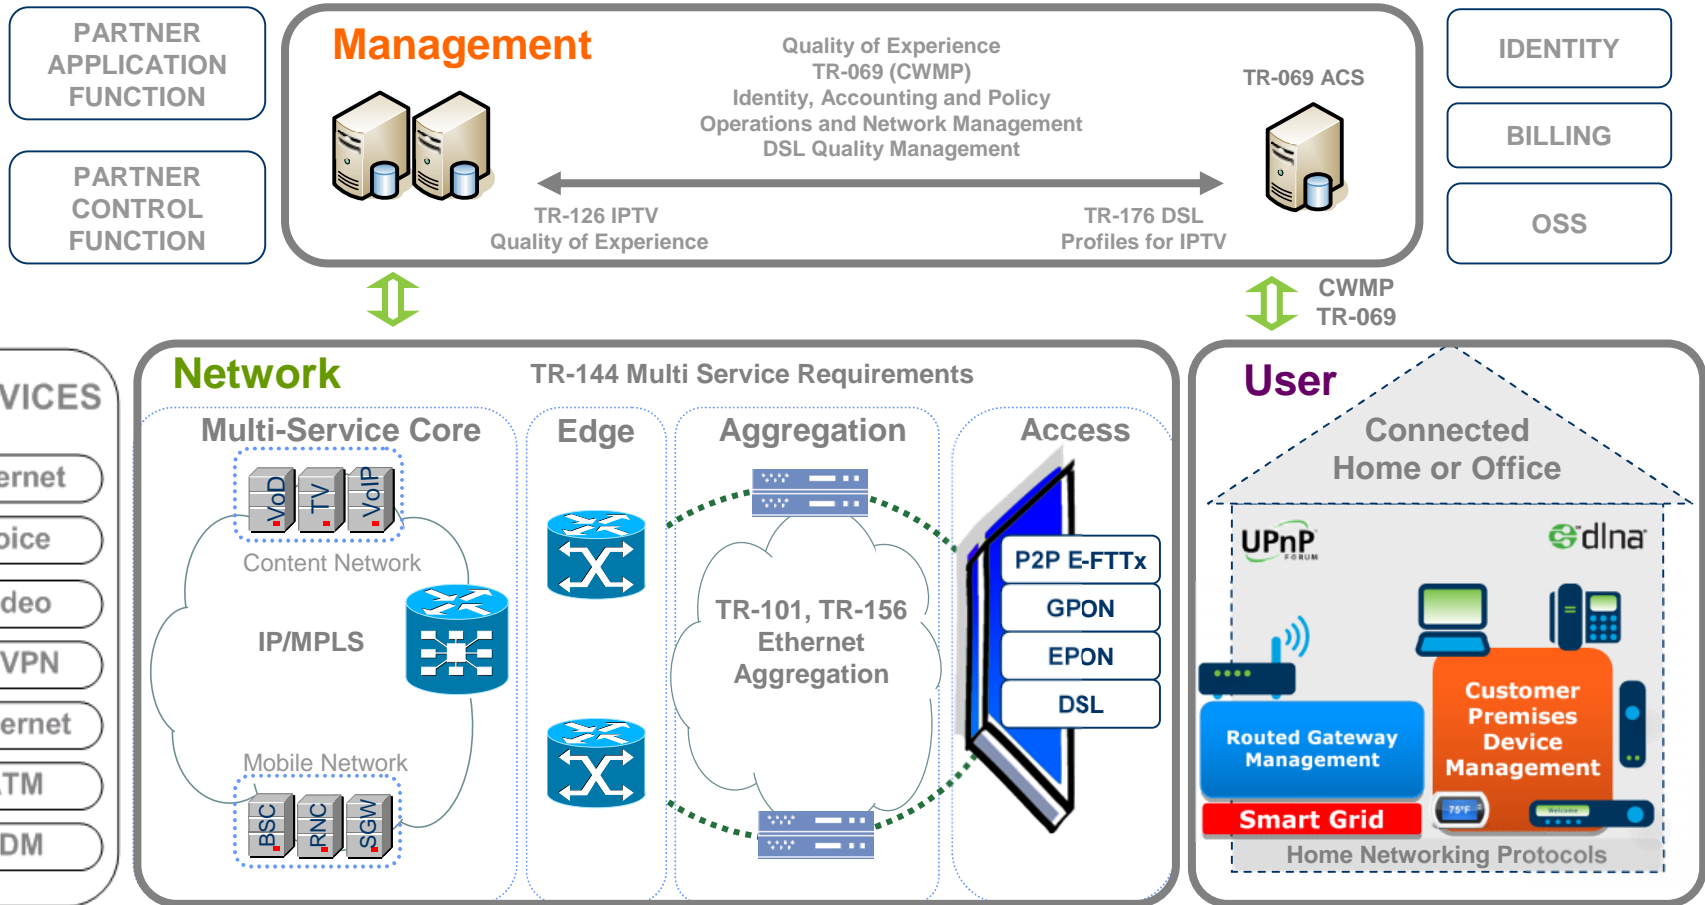 PARTNER
APPLICATION
FUNCTION
PARTNER
CONTROL
FUNCTION
Management
Quality of Experience
TR-069 (CWMP)
Identity, Accounting and Policy
Operations and Network Management
DSL Quality Management
TR-069 ACS
TR-126 IPTV
Quality of Experience
TR-176 DSL
Profiles for IPTV
IDENTITY
BILLING
OSS
CWMP
TR-069
VICES
ernet
oice
deo
VPN
ernet
TM
DM
Network
TR-144 Multi Service Requirements
Multi-Service Core
VoD
TV
VoIP
Content Network
IP/MPLS
Mobile Network
BSC
RNC
SGW
Edge
Aggregation
TR-101, TR-156
Ethernet
Aggregation
Access
P2P E-FTTx
GPON
EPON
DSL
User
Connected
Home or Office
UPnP
FORUM
dlna
Routed Gateway
Management
Smart Grid
Customer
Premises
Device
Management
75°F
Welcome
Home Networking Protocols